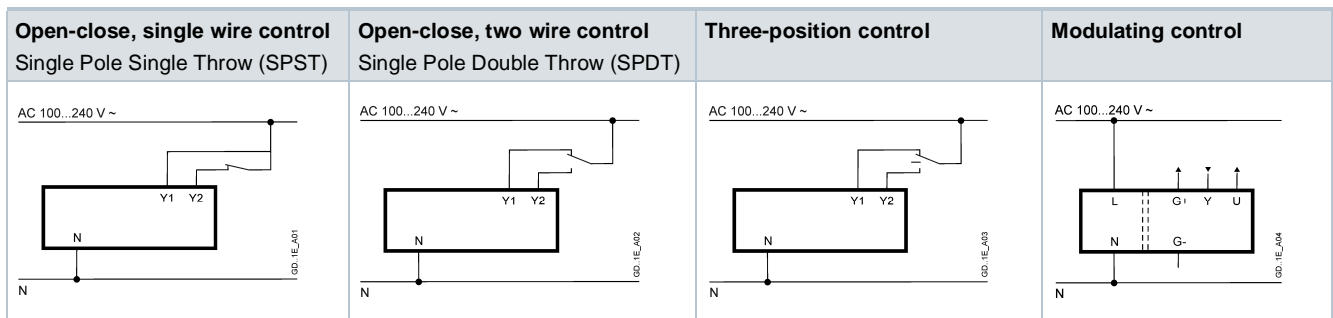 Open-close, single wire control
Single Pole Single Throw (SPST)
Open-close, two wire control
Single Pole Double Throw (SPDT)
Three-position control
Modulating control
AC 100...240 V ~
Y1 Y2
N
N
GD..1E_A01
AC 100...240 V ~
Y1 Y2
N
N
GD..1E_A02
AC 100...240 V ~
Y1 Y2
N
N
GD..1E_A03
AC 100...240 V ~
L G+ Y U
N G-
N
GD..1E_A04